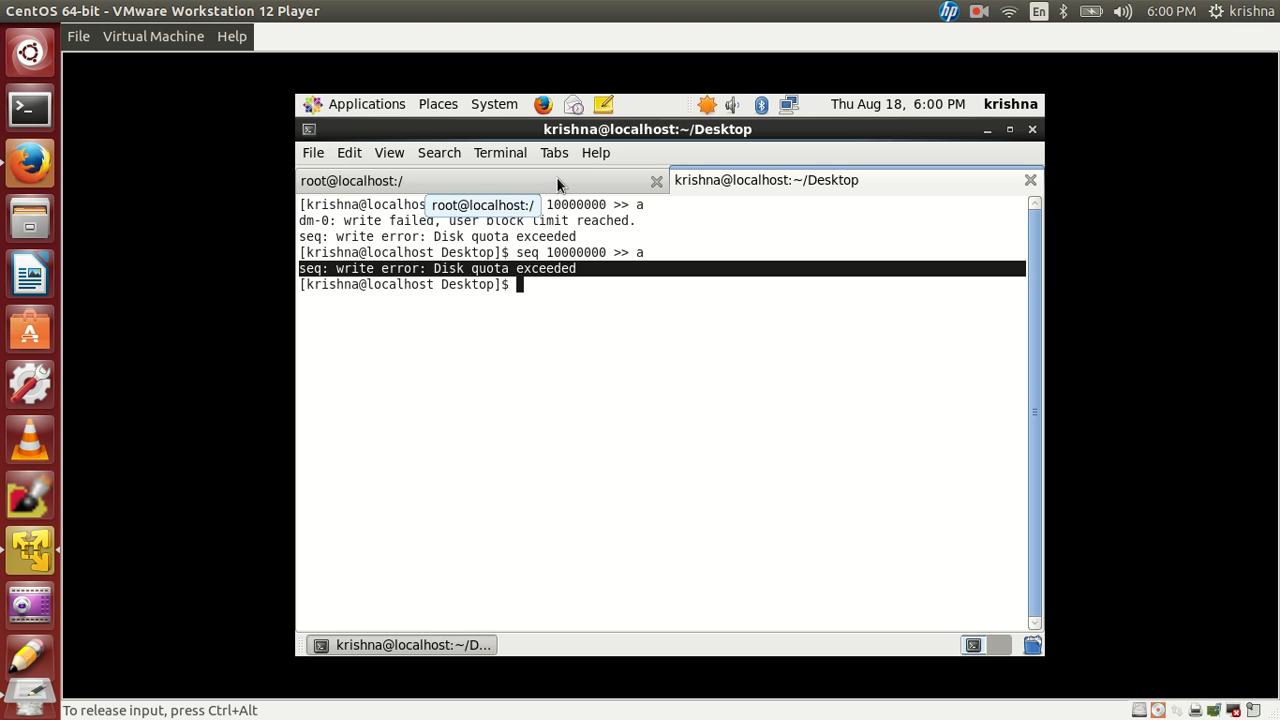 CentOS 64-bit - VMware Workstation 12 Player
En
6:00 PM
krishna
File Virtual Machine Help
Applications Places System
Thu Aug 18, 6:00 PM krishna
krishna@localhost:~/Desktop
File Edit View Search Terminal Tabs Help
root@localhost:/
krishna@localhost:~/Desktop
root@localhost:/
[krishna@localhos 10000000 >> a
dm-0: write failed, user block limit reached.
seq: write error: Disk quota exceeded
[krishna@localhost Desktop]$ seq 10000000 >> a
seq: write error: Disk quota exceeded
[krishna@localhost Desktop]$
krishna@localhost:~/D...
To release input, press Ctrl+Alt